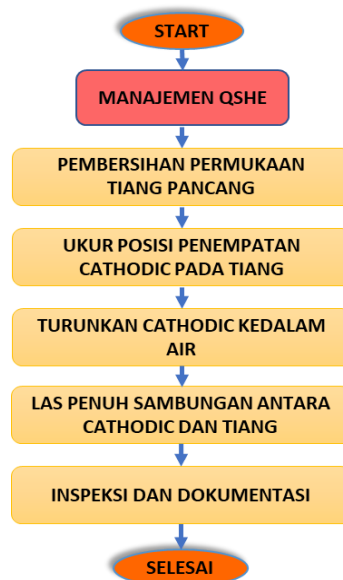 START
MANAJEMEN QSHE
PEMBERSIHAN PERMUKAAN
TIANG PANCANG
UKUR POSISI PENEMPATAN
CATHODIC PADA TIANG
TURUNKAN CATHODIC KEDALAM
AIR
LAS PENUH SAMBUNGAN ANTARA
CATHODIC DAN TIANG
INSPEKSI DAN DOKUMENTASI
SELESAI